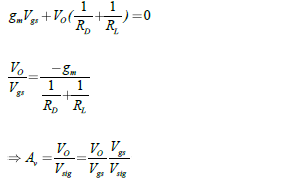 g_m V_gs + V_O (1/R_D + 1/R_L) = 0
V_O/V_gs = -g_m / (1/R_D + 1/R_L)
⇒ A_v = V_O/V_sig = V_O/V_gs V_gs/V_sig